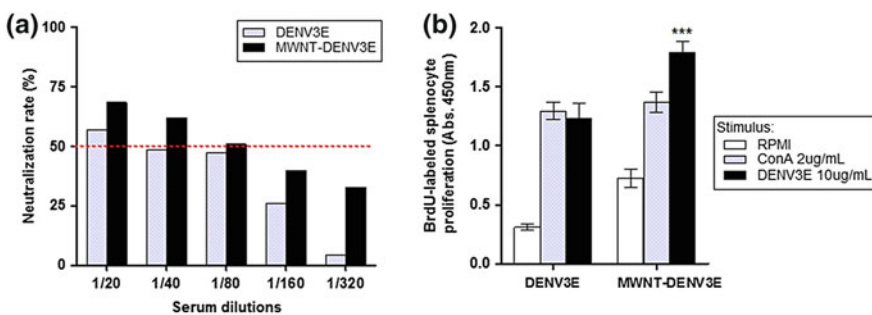 (a)
DENV3E
MWNT-DENV3E
Neutralization rate (%)
100
75
50
25
0
1/20
1/40
1/80
1/160
1/320
Serum dilutions
(b)
BrdU-labeled splenocyte
proliferation (Abs. 450nm)
2.0
1.5
1.0
0.5
0.0
***
DENV3E
MWNT-DENV3E
Stimulus:
RPMI
ConA 2ug/mL
DENV3E 10ug/mL